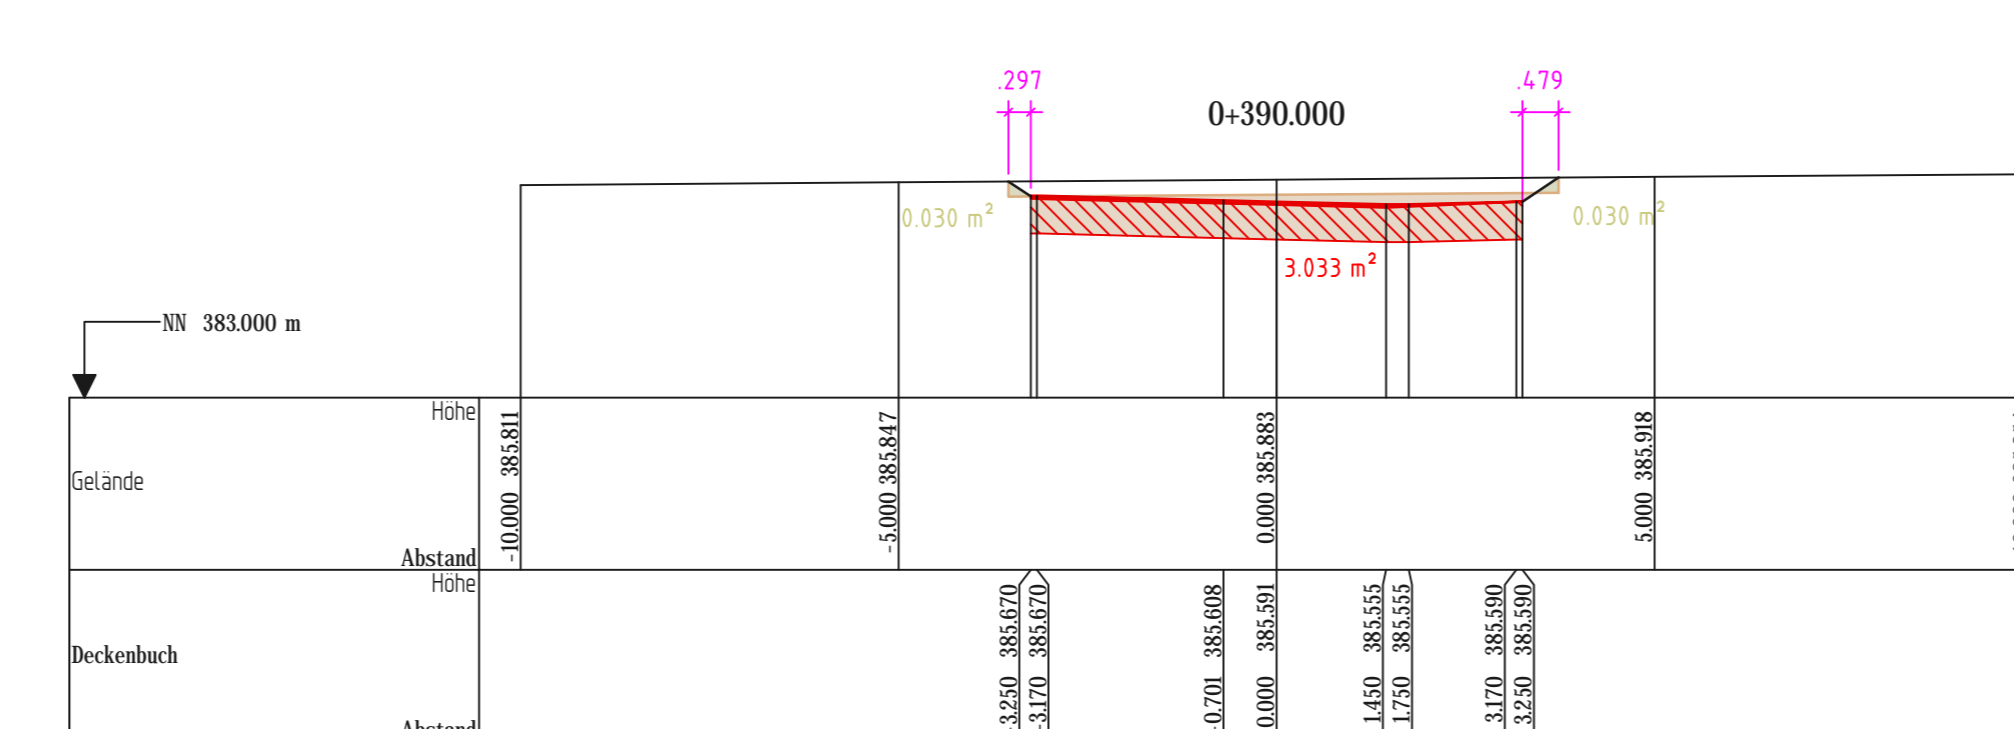 .297
.479
0+390.000
0.030 m²
0.030 m²
3.033 m²
NN 383.000 m
Höhe
Gelände
Abstand
-10.000 385.811
-5.000 385.847
0.000 385.883
5.000 385.918
Höhe
Deckenbuch
Abstand
3.250 385.670
-3.170 385.670
-0.701 385.608
0.000 385.591
1.450 385.555
1.750 385.555
3.170 385.590
3.250 385.590